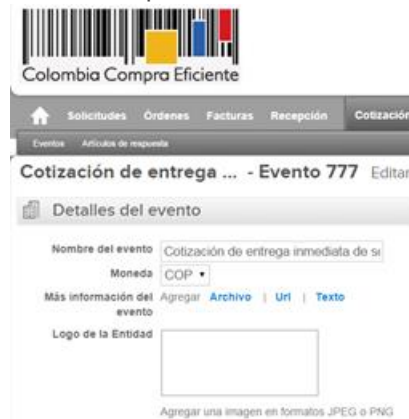 Colombia Compra Eficiente
Solicitudes Órdenes Facturas Recepción Cotización
Eventos Artículos de respuesta
Cotización de entrega ... - Evento 777 Editar
Detalles del evento
Nombre del evento Cotización de entrega inmediata de su
Moneda COP
Más información del evento Agregar Archivo | Url | Texto
Logo de la Entidad
Agregar una imagen en formatos JPEG o PNG